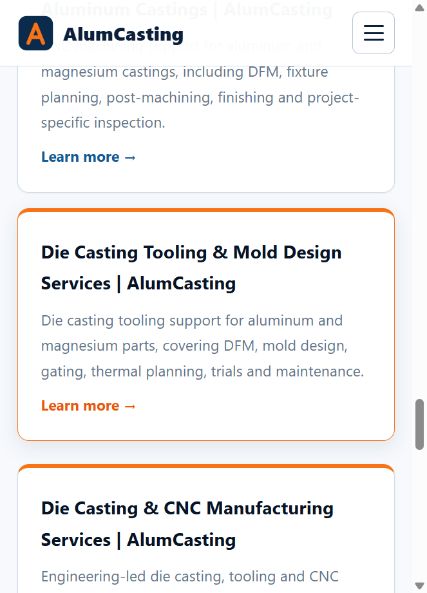 Aluminum Castings | AlumCasting
AlumCasting
magnesium castings, including DFM, fixture
planning, post-machining, finishing and project-
specific inspection.
Learn more →
Die Casting Tooling & Mold Design
Services | AlumCasting
Die casting tooling support for aluminum and
magnesium parts, covering DFM, mold design,
gating, thermal planning, trials and maintenance.
Learn more →
Die Casting & CNC Manufacturing
Services | AlumCasting
Engineering-led die casting, tooling and CNC